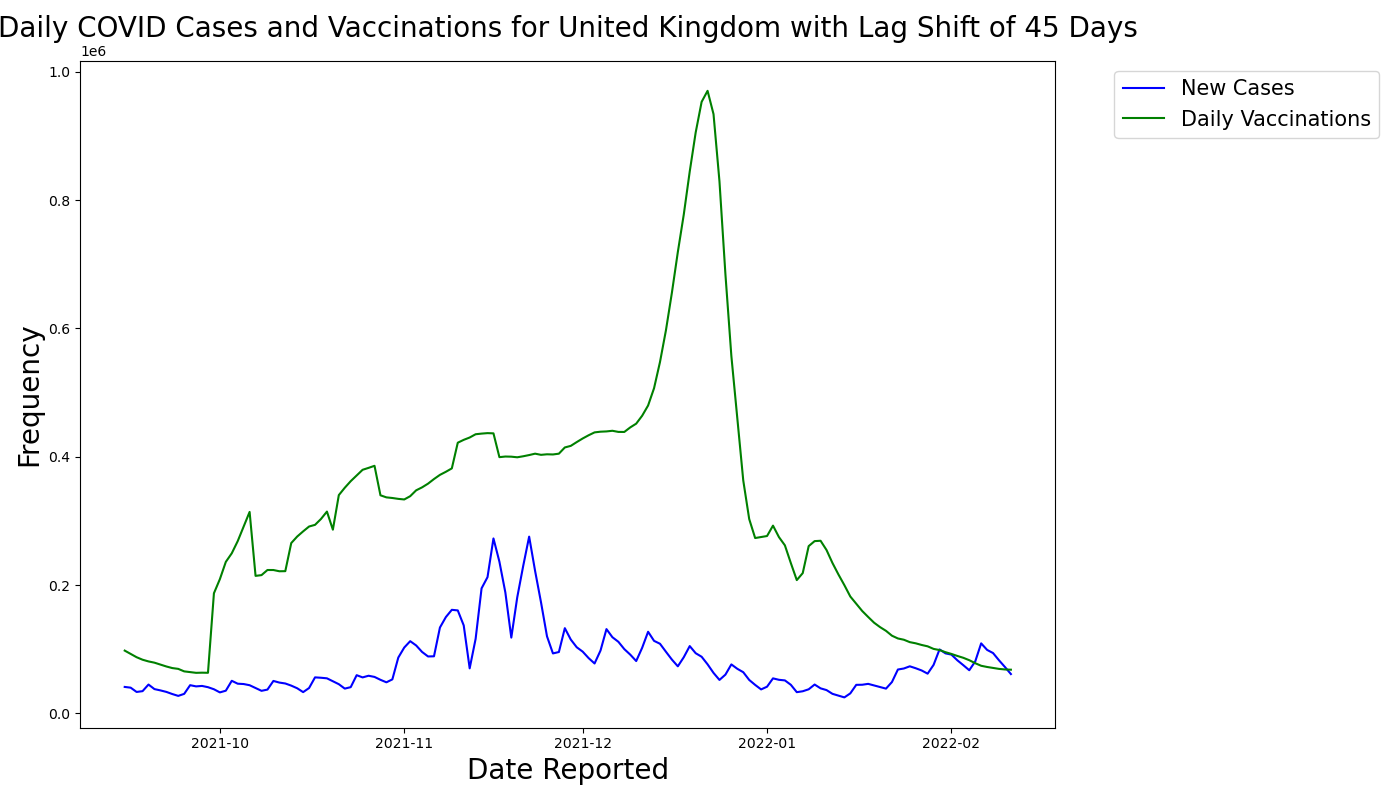 Daily COVID Cases and Vaccinations for United Kingdom with Lag Shift of 45 Days
1e6
New Cases
Daily Vaccinations
1.0
0.8
0.6
0.4
0.2
0.0
Frequency
2021-10 2021-11 2021-12 2022-01 2022-02
Date Reported